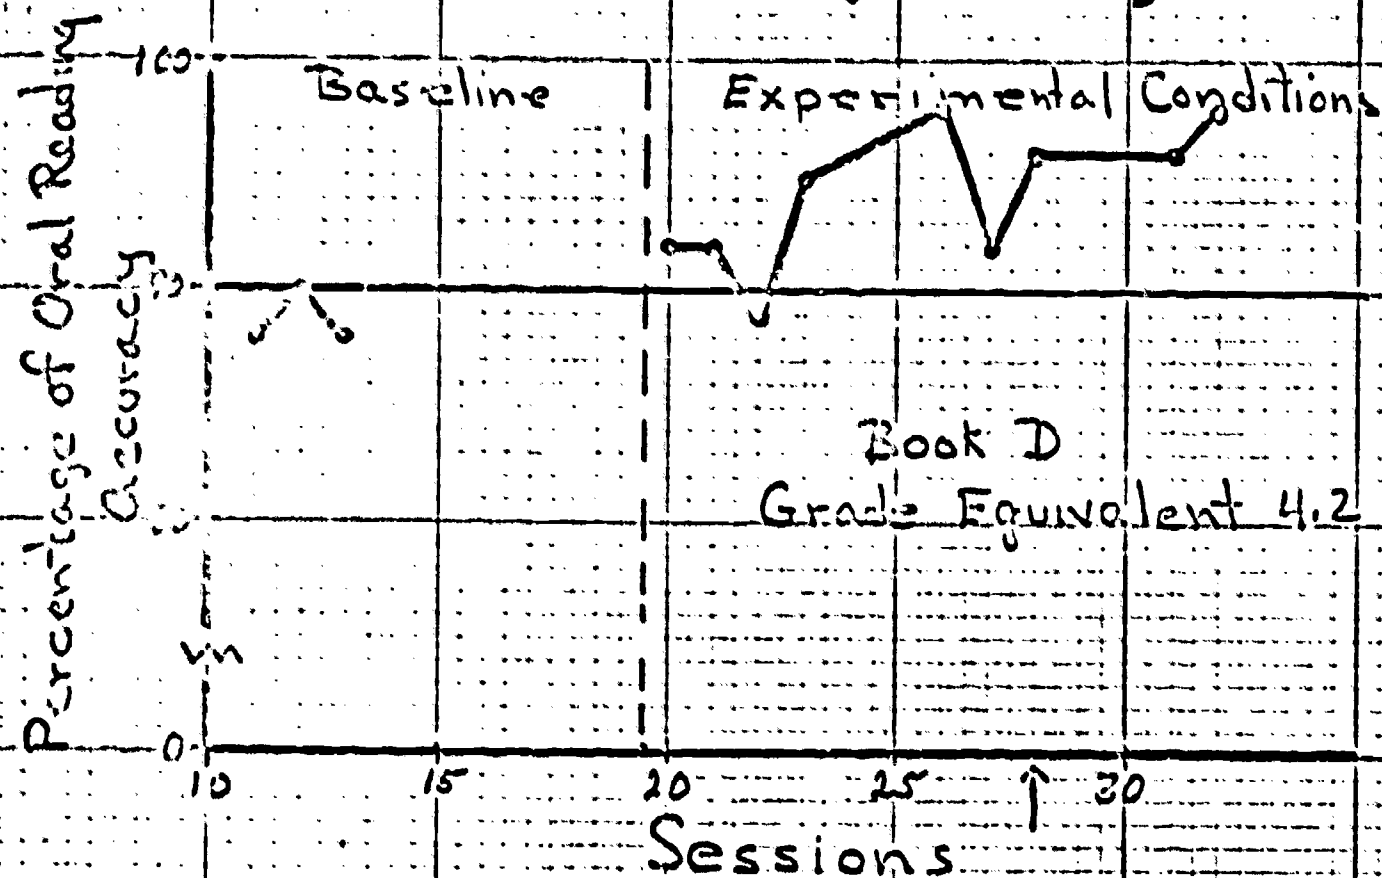 Percentage of Oral Reading
Accuracy
100
Baseline
Experimental Conditions
Book D
Grade Equivalent 4.2
0
10 15 20 25 30
Sessions